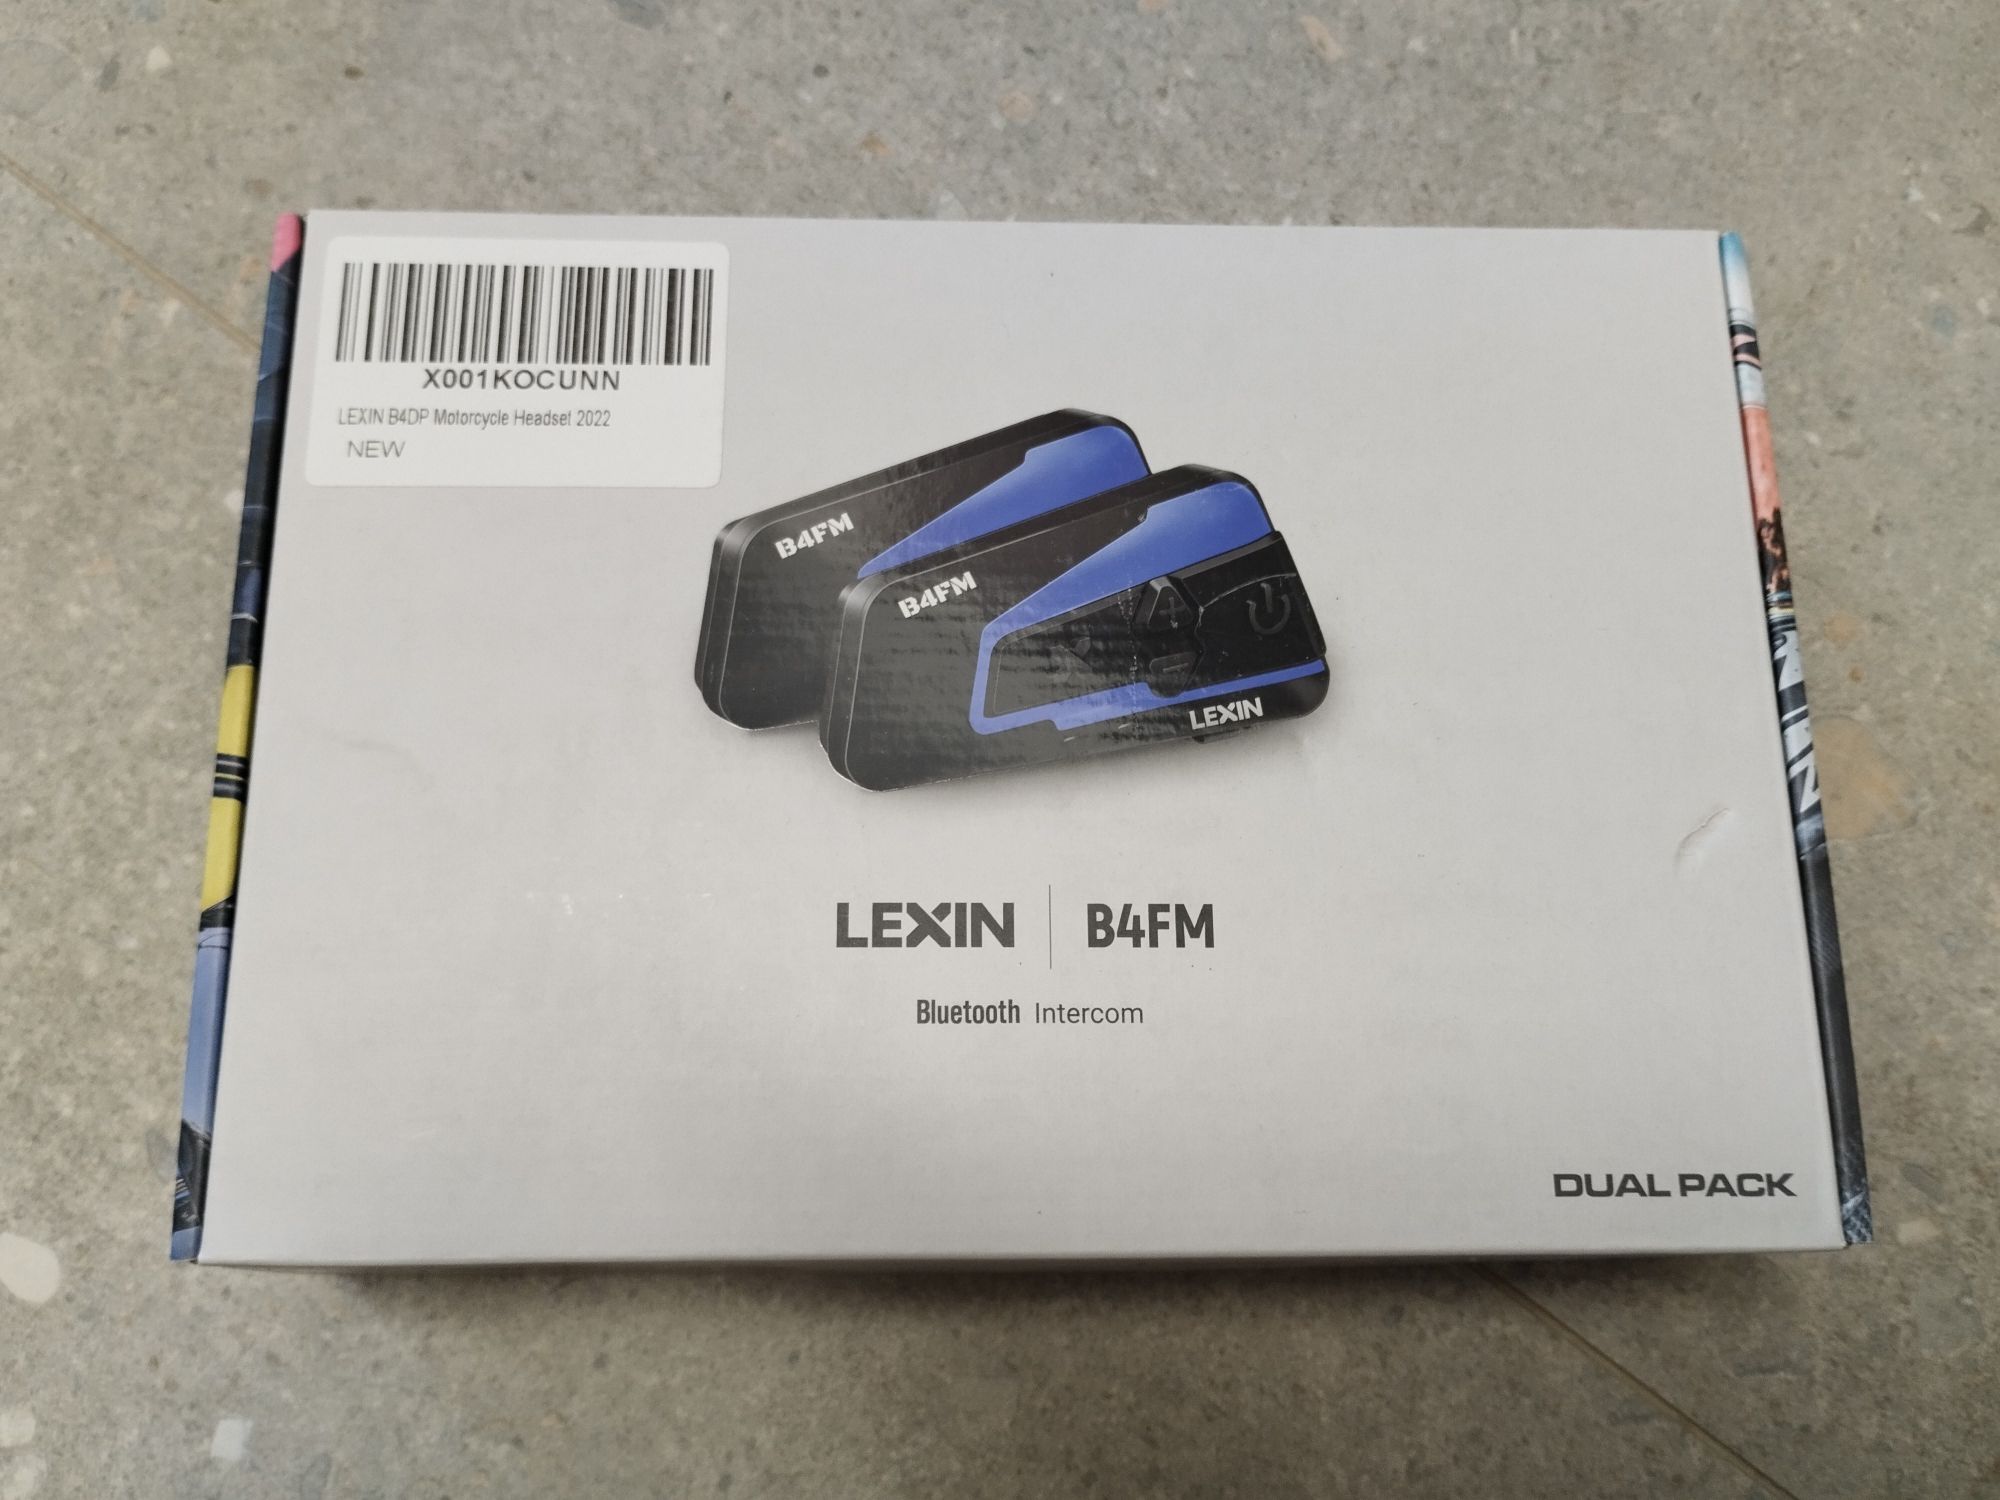 X001KOCUNN
LEXIN B4DP Motorcycle Headset 2022
NEW
B4FM
B4FM
LEXIN
LEXIN | B4FM
Bluetooth Intercom
DUAL PACK